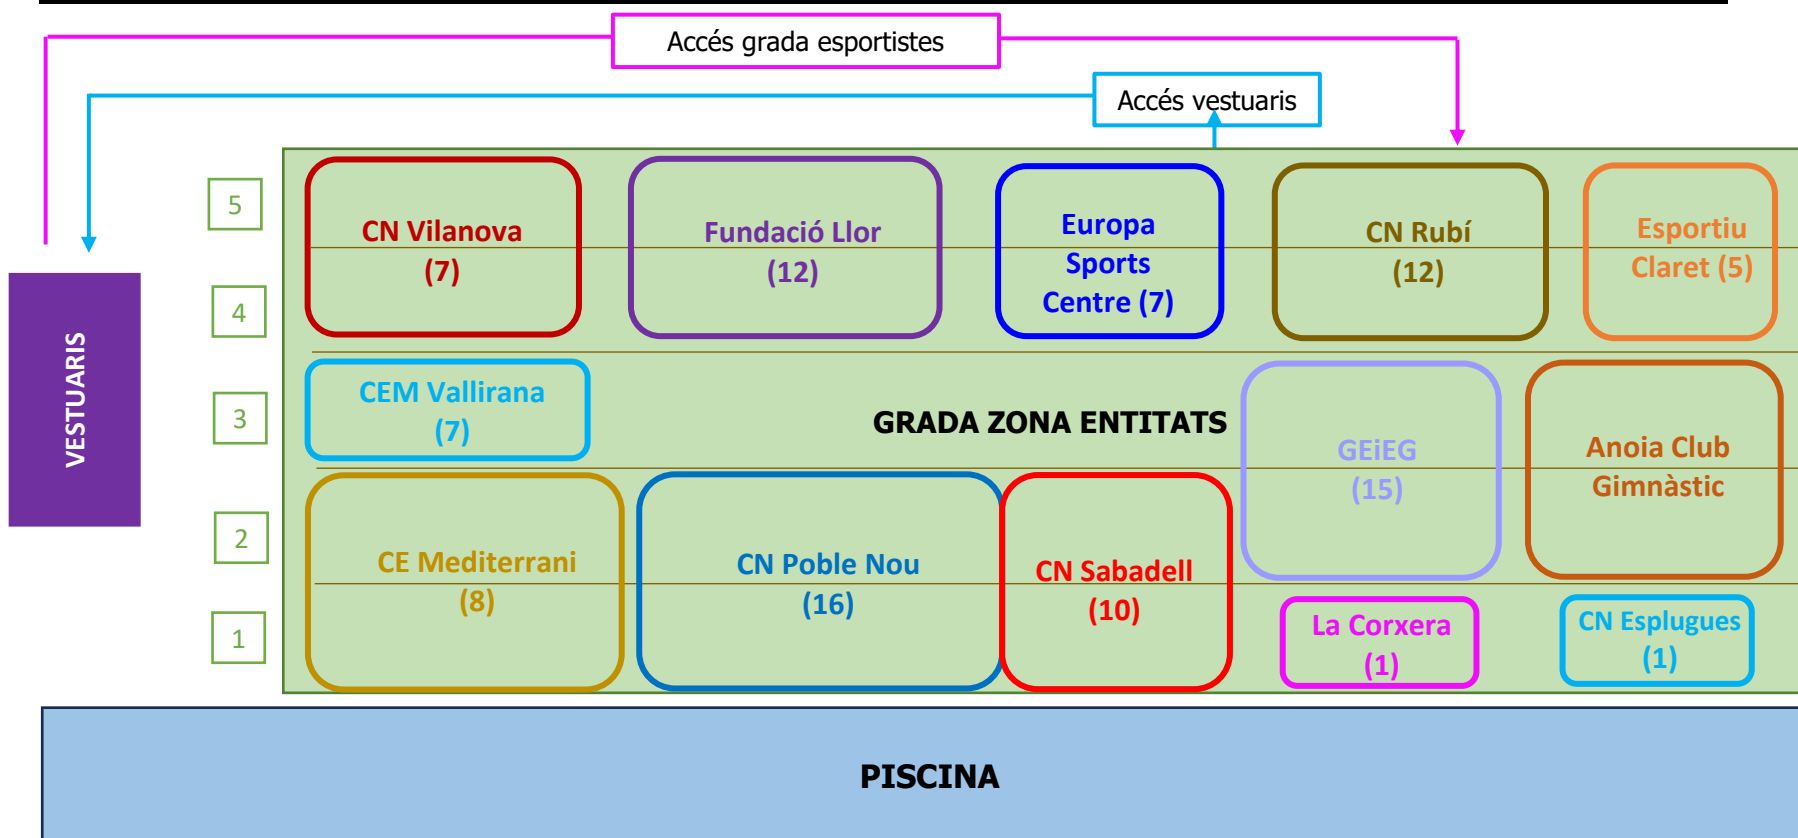 Accés grada esportistes
Accés vestuaris
5
CN Vilanova
(7)
Fundació Llor
(12)
Europa
Sports
Centre (7)
CN Rubí
(12)
Esportiu
Claret (5)
4
VESTUARIS
3
CEM Vallirana
(7)
GRADA ZONA ENTITATS
GEiEG
(15)
Anoia Club
Gimnàstic
2
CE Mediterrani
(8)
CN Poble Nou
(16)
CN Sabadell
(10)
1
La Corxera
(1)
CN Esplugues
(1)
PISCINA